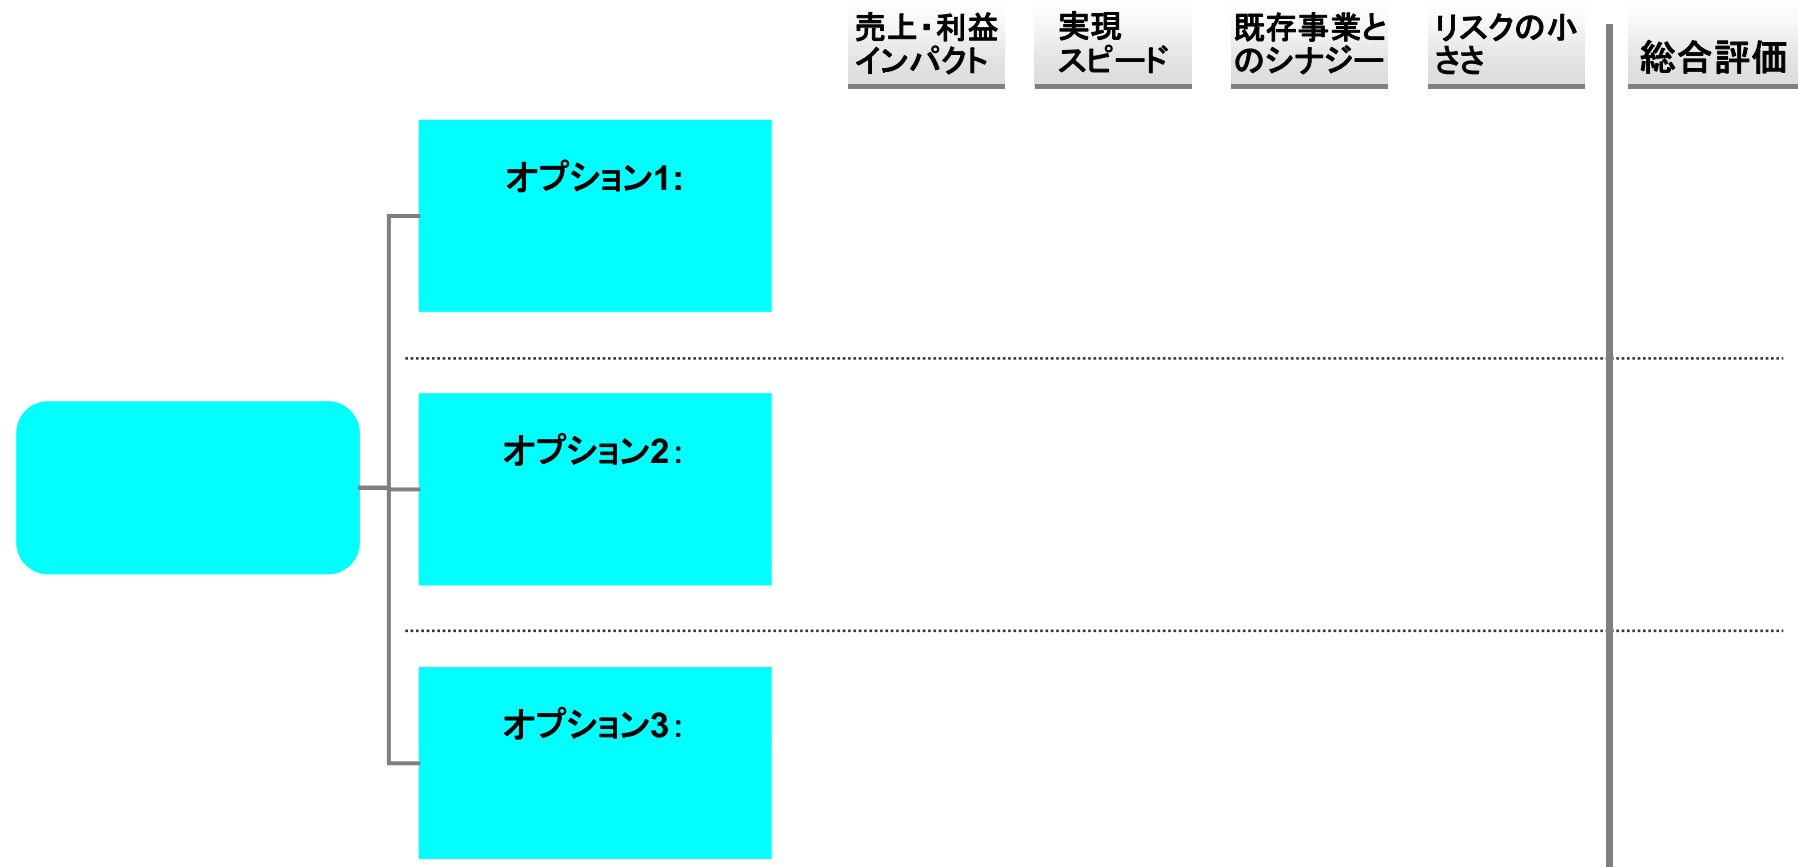 売上・利益
インパクト
実現
スピード
既存事業と
のシナジー
リスクの小
ささ
総合評価
オプション1:
オプション2:
オプション3: